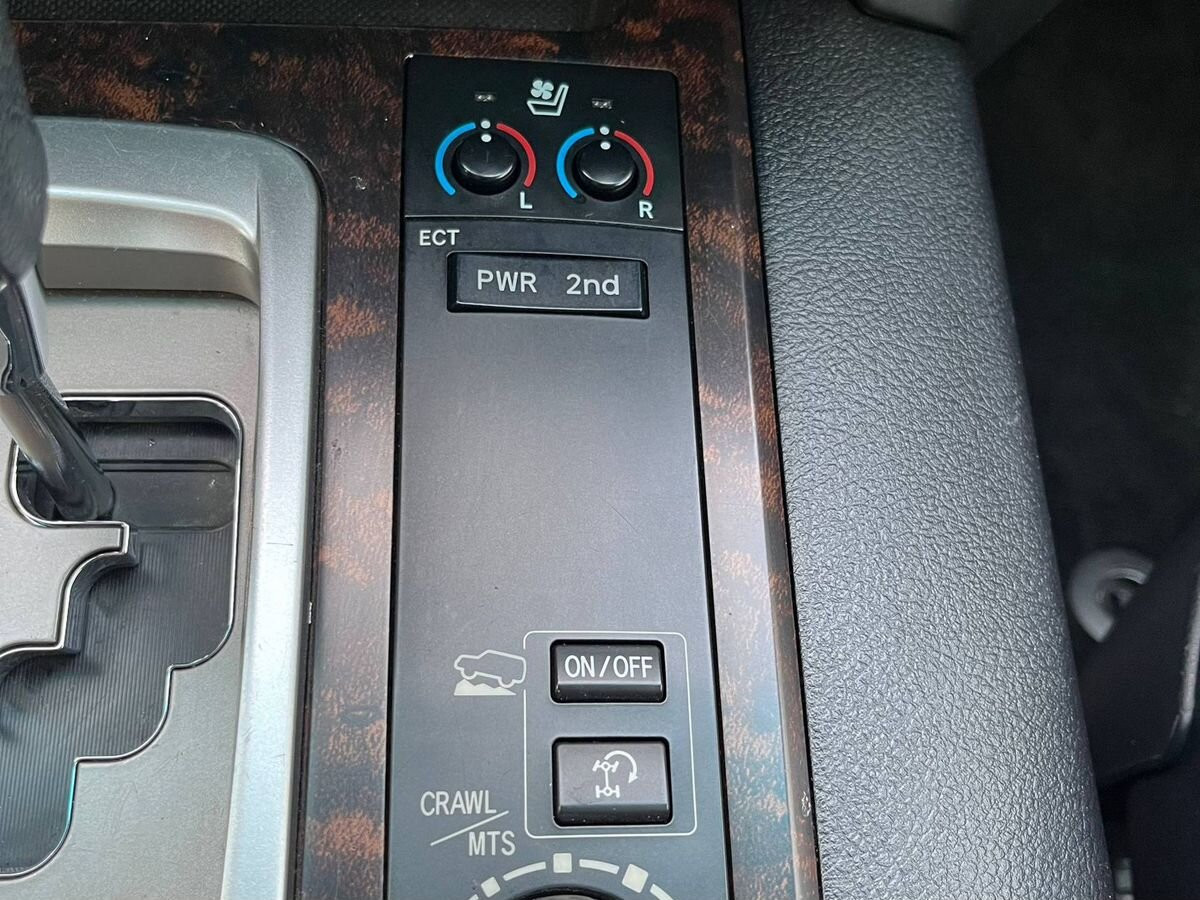 L
R
ECT
PWR 2nd
ON/OFF
CRAWL/
MTS